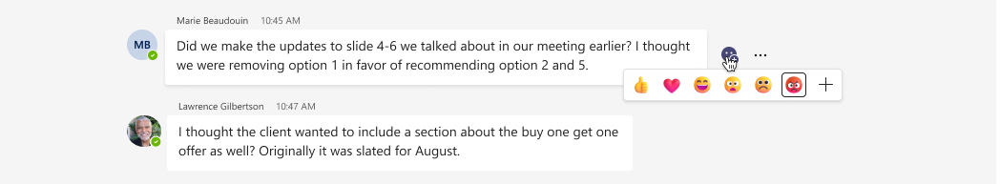 Marie Beaudouin 10:45 AM
MB
Did we make the updates to slide 4-6 we talked about in our meeting earlier? I thought
we were removing option 1 in favor of recommending option 2 and 5.
Lawrence Gilbertson 10:47 AM
I thought the client wanted to include a section about the buy one get one
offer as well? Originally it was slated for August.